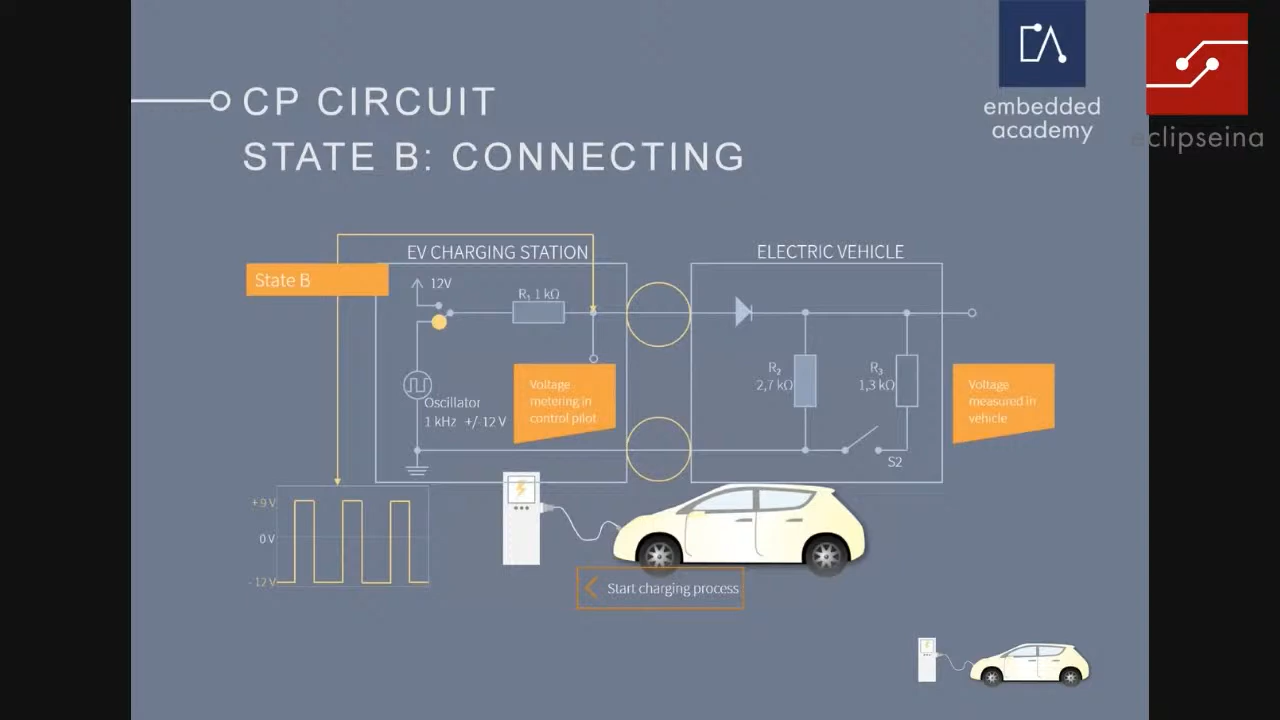 CP CIRCUIT
STATE B: CONNECTING
embedded
academy
eclipseina
EV CHARGING STATION
ELECTRIC VEHICLE
State B
12V
R₁ 1 kΩ
Oscillator
1 kHz +/-12 V
Voltage
metering in
control pilot
R₂
2,7 kΩ
R₃
1,3 kΩ
S2
Voltage
measured in
vehicle
+9 V
0 V
- 12 V
Start charging process